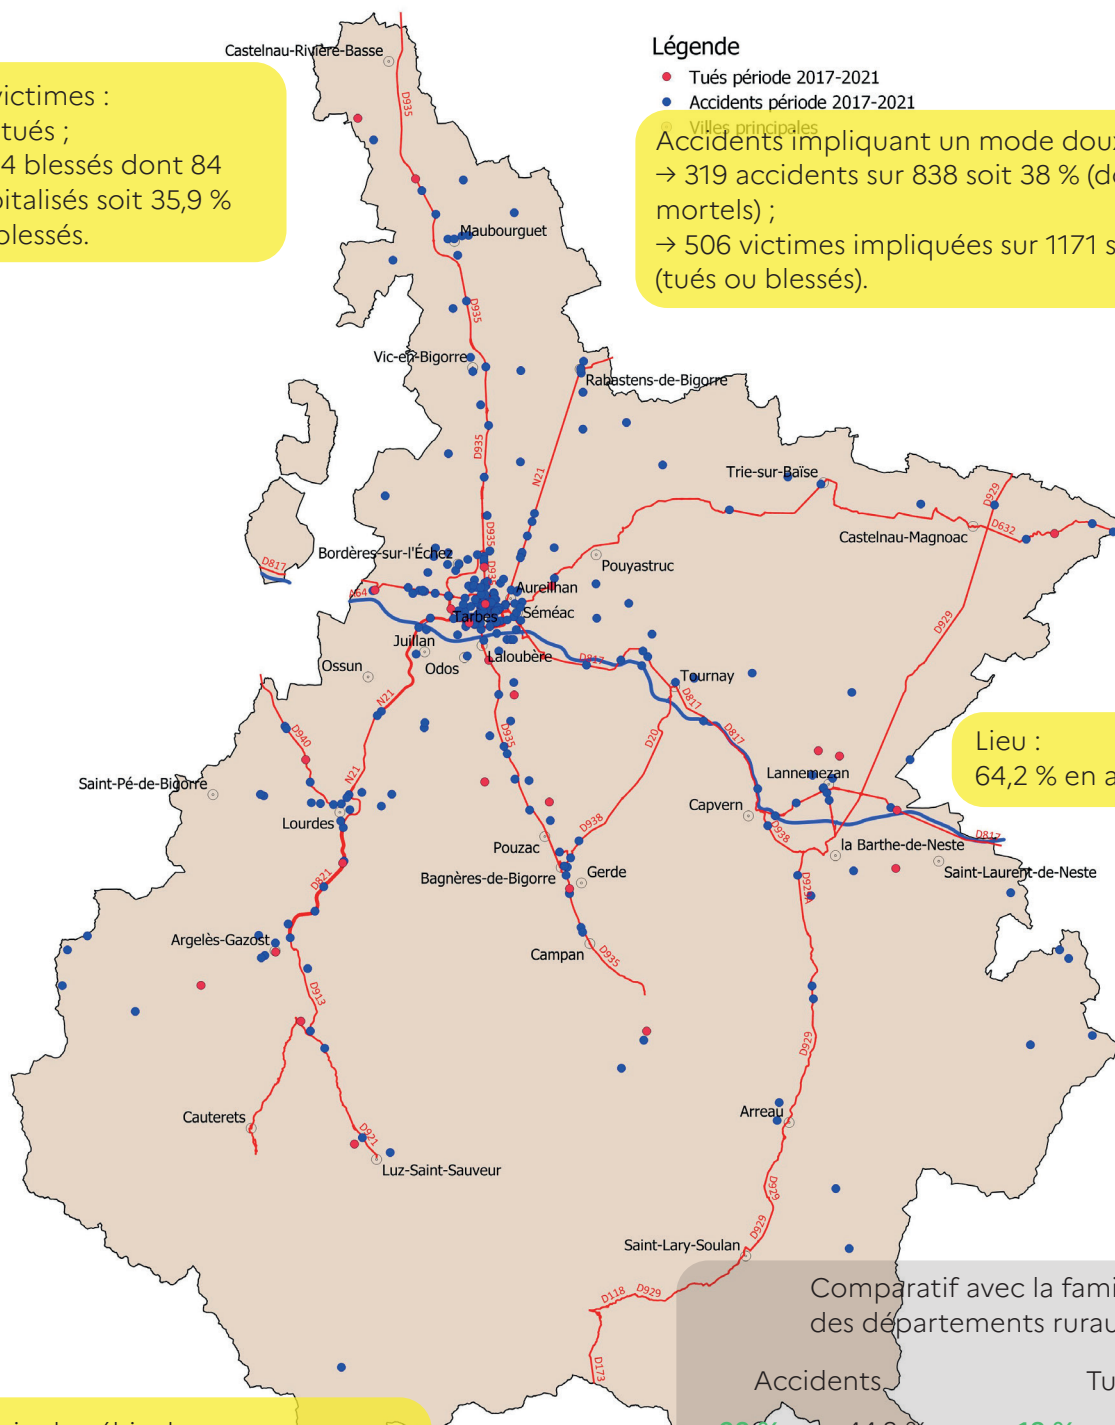 Castelnau-Rivière-Basse
Légende
Tués période 2017-2021
Accidents période 2017-2021
Villes principales
victimes :
tués ;
4 blessés dont 84
italisés soit 35,9 %
blessés.
Accidents impliquant un mode doux
→ 319 accidents sur 838 soit 38 % (d
mortels) ;
→ 506 victimes impliquées sur 1171 s
(tués ou blessés).
D935
Maubourguet
D935
Vic-en-Bigorre
Rabastens-de-Bigorre
D935
N21
Trie-sur-Baïse
D929
D632
Castelnau-Magnoac
D935
Bordères-sur-l'Échez
D817
Pouyastruc
A64
Aureilhan
Tarbes
Séméac
D929
Juillan
Odos
Laloubère
D817
Ossun
Tournay
N21
D817
D940
D935
D20
D817
Lieu :
64,2 % en a
Lannemezan
N21
Saint-Pé-de-Bigorre
Capvern
Lourdes
D938
D938
D817
Pouzac
la Barthe-de-Neste
Bagnères-de-Bigorre
Gerde
Saint-Laurent-de-Neste
D821
D929A
Argelès-Gazost
Campan
D935
D913
D929
Cauterets
Arreau
D921
Luz-Saint-Sauveur
D929
D929
Saint-Lary-Soulan
D118
D929
D173
Comparatif avec la fami
des départements rurau
Accidents
Tu